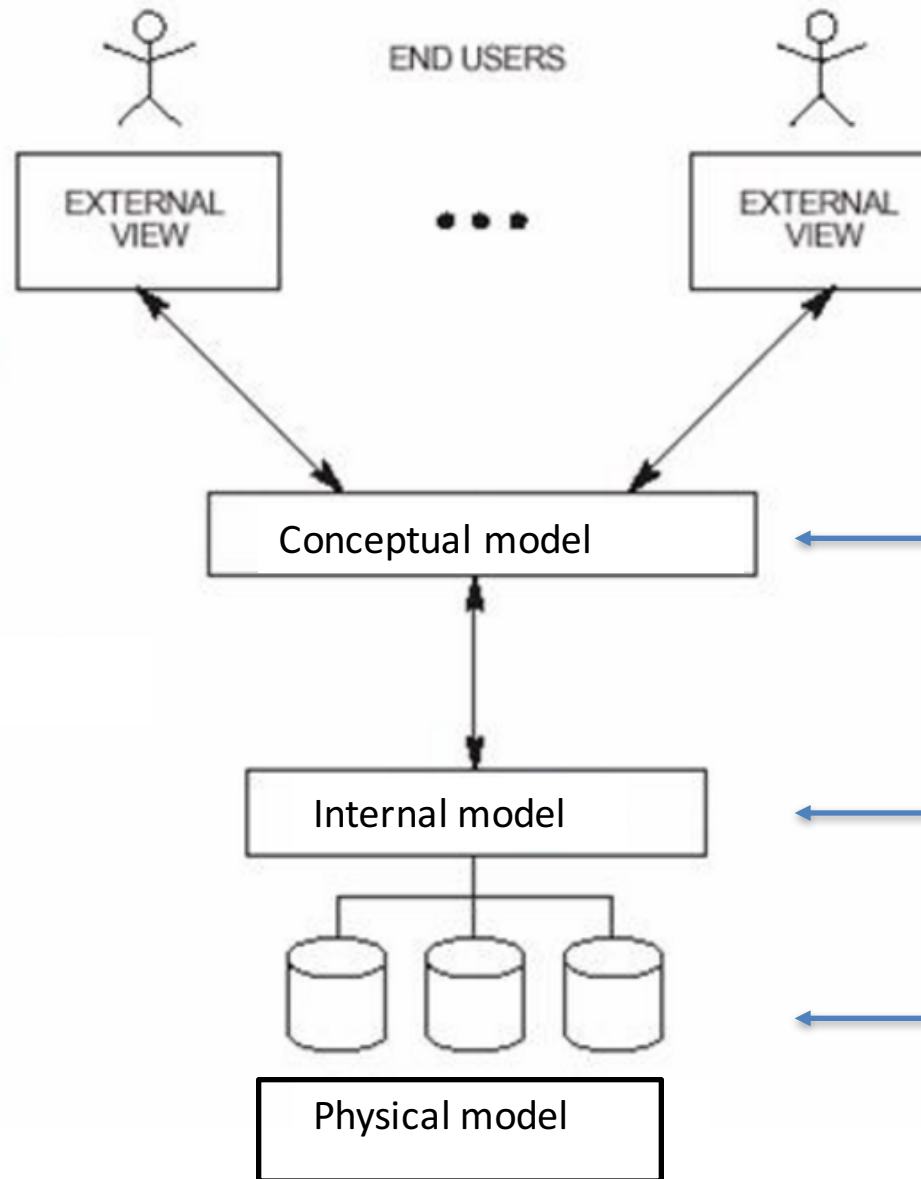 END USERS
EXTERNAL
VIEW
EXTERNAL
VIEW
Conceptual model
Internal model
Physical model